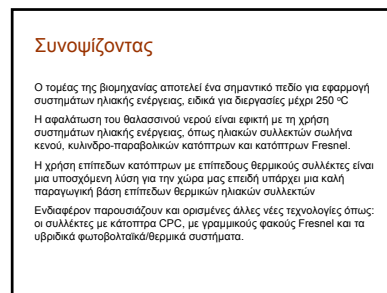 Συνοψίζοντας
Ο τομέας της βιομηχανίας αποτελεί ένα σημαντικό πεδίο για εφαρμογή
συστημάτων ηλιακής ενέργειας, ειδικά για διεργασίες μέχρι 250 ºC
Η αφαλάτωση του θαλασσινού νερού είναι εφικτή με τη χρήση
συστημάτων ηλιακής ενέργειας, όπως ηλιακών συλλεκτών σωλήνα
κενού, κυλινδρο-παραβολικών κατόπτρων και κατόπτρων Fresnel.
Η χρήση επίπεδων κατόπτρων με επίπεδους θερμικούς συλλέκτες είναι
μια υποσχόμενη λύση για την χώρα μας επειδή υπάρχει μια καλή
παραγωγική βάση επίπεδων θερμικών ηλιακών συλλεκτών
Ενδιαφέρον παρουσιάζουν και ορισμένες άλλες νέες τεχνολογίες όπως:
οι συλλέκτες με κάτοπτρα CPC, με γραμμικούς φακούς Fresnel και τα
υβριδικά φωτοβολταϊκά/θερμικά συστήματα.